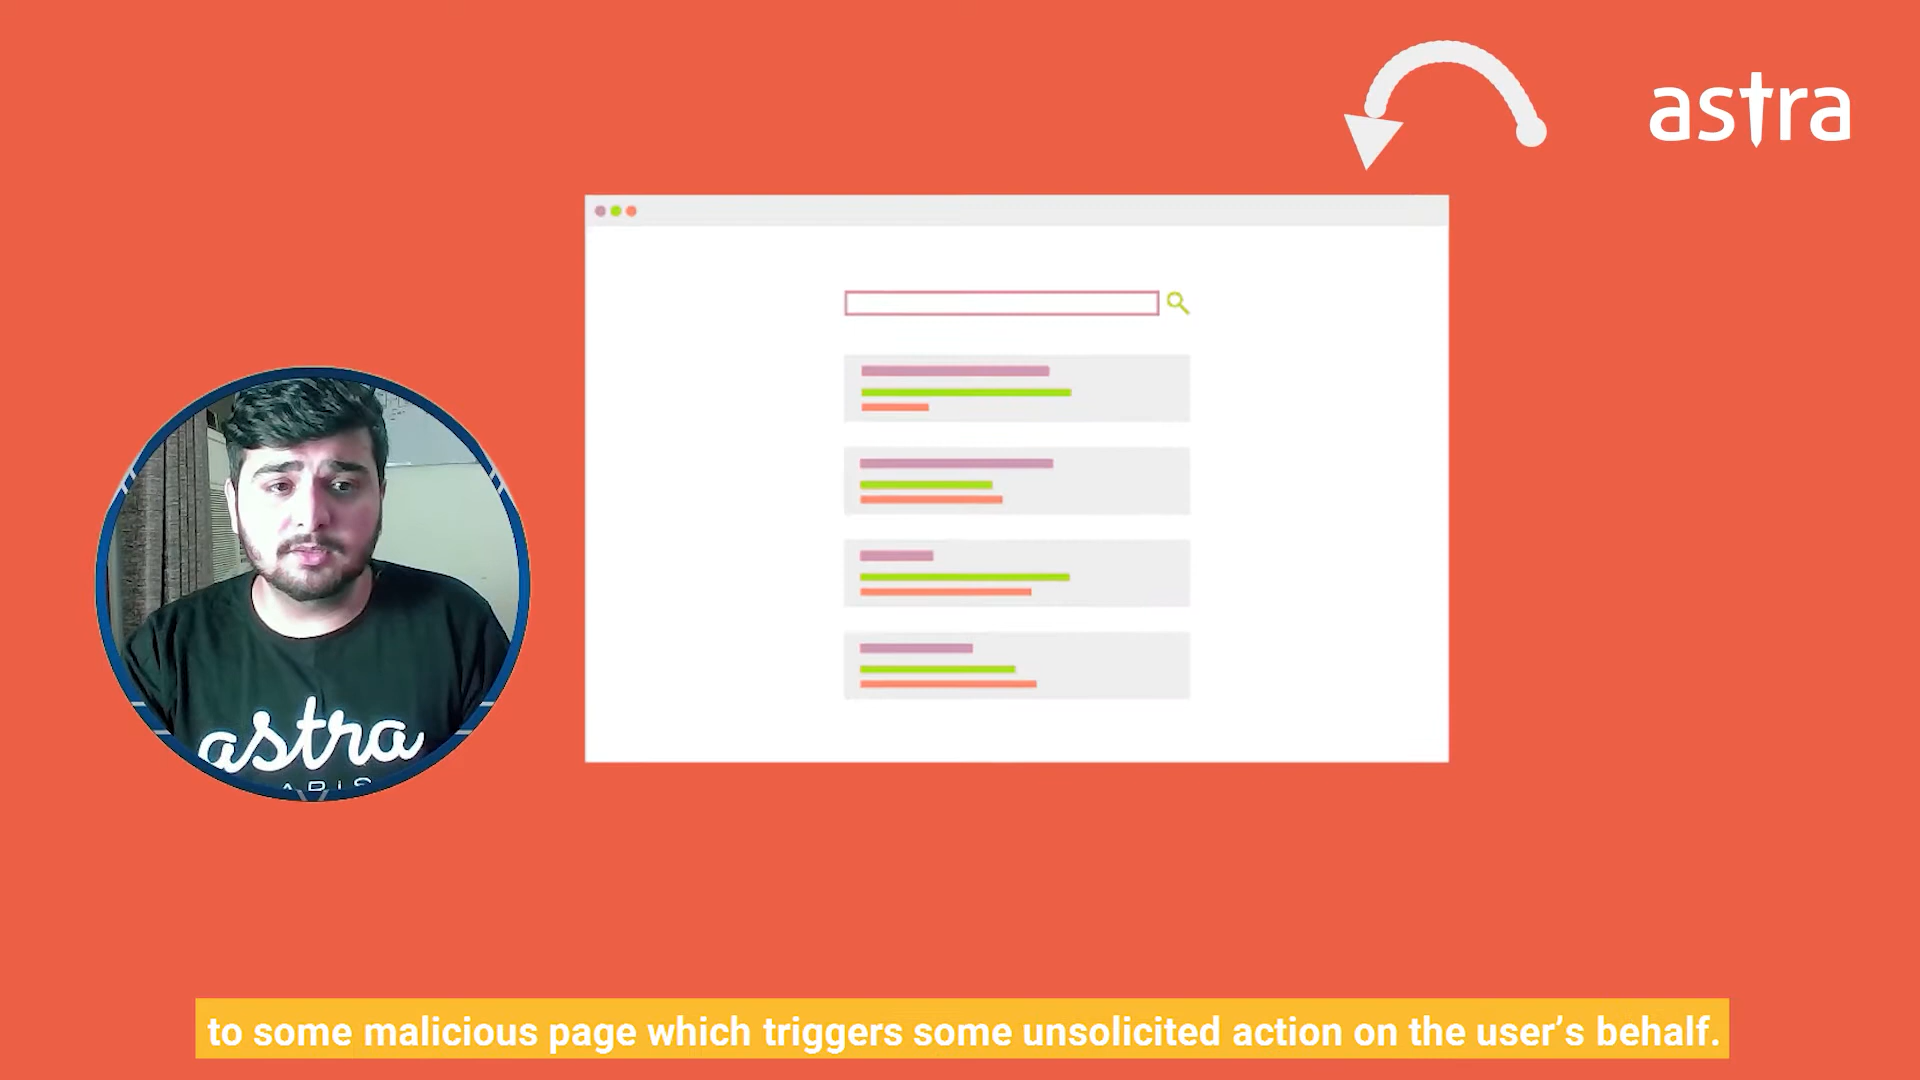 astra
astra
to some malicious page which triggers some unsolicited action on the user’s behalf.